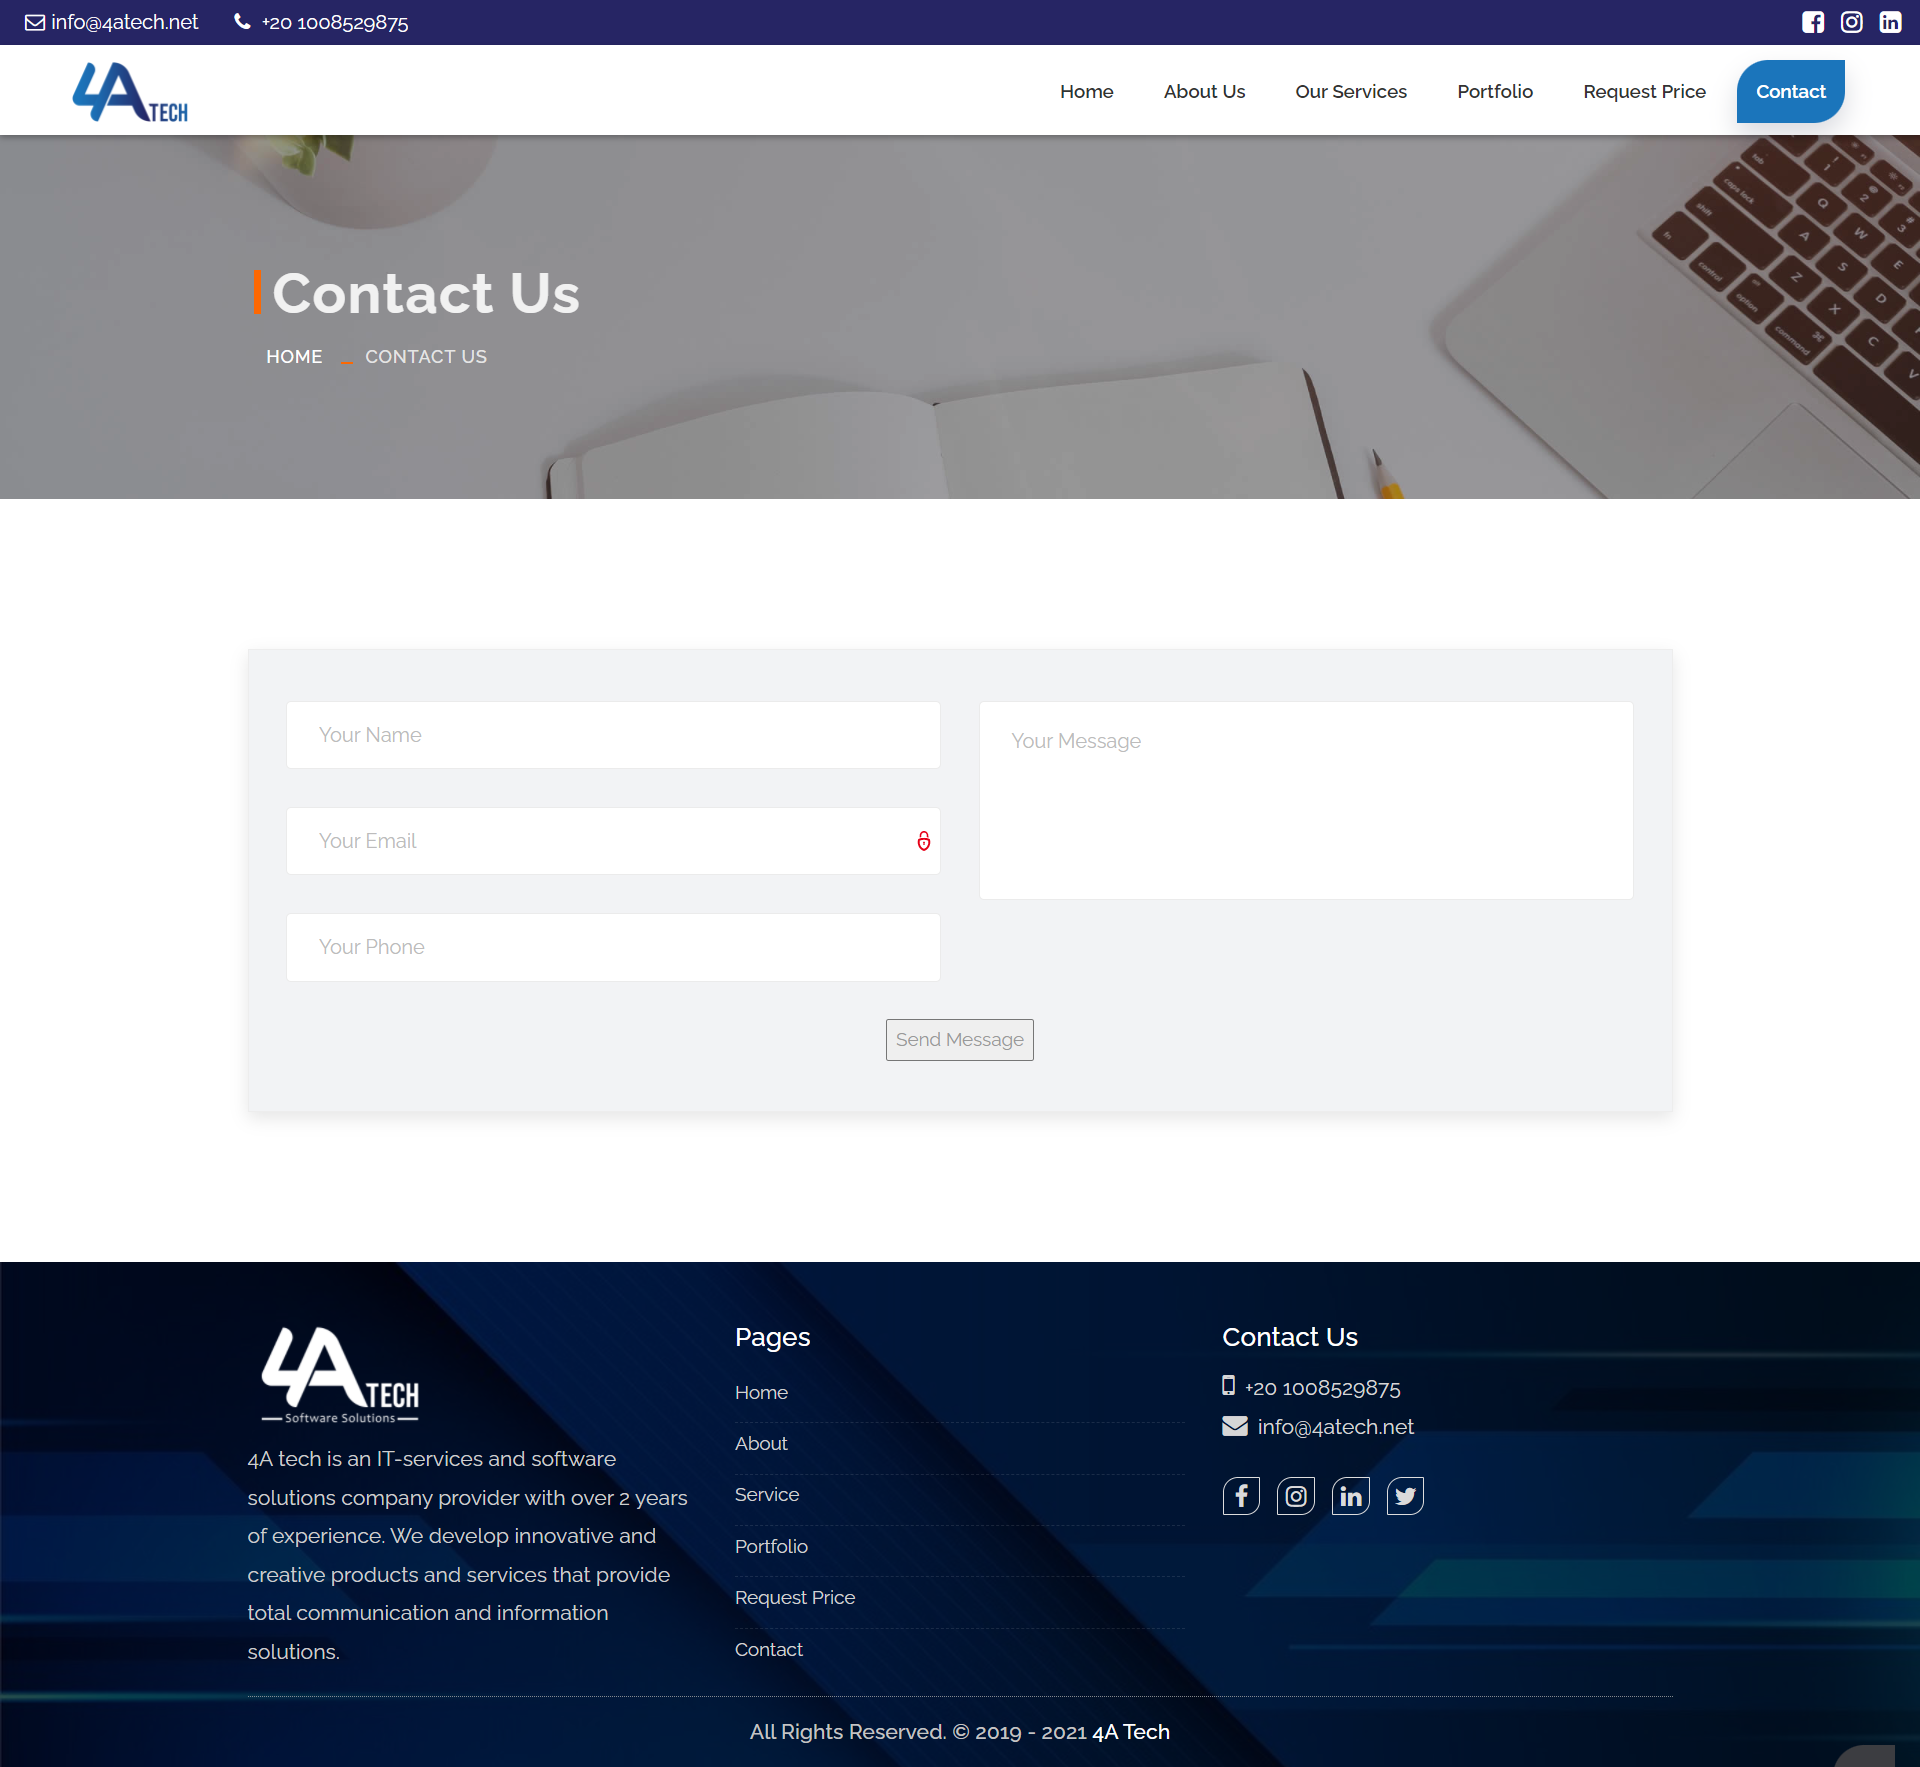 info@4atech.net
+20 1008529875
4A TECH
Home
About Us
Our Services
Portfolio
Request Price
Contact
Contact Us
HOME _ CONTACT US
Your Name
Your Message
Your Email
Your Phone
Send Message
4A TECH
Software Solutions
4A tech is an IT-services and software
solutions company provider with over 2 years
of experience. We develop innovative and
creative products and services that provide
total communication and information
solutions.
Pages
Home
About
Service
Portfolio
Request Price
Contact
Contact Us
+20 1008529875
info@4atech.net
All Rights Reserved. © 2019 - 2021 4A Tech